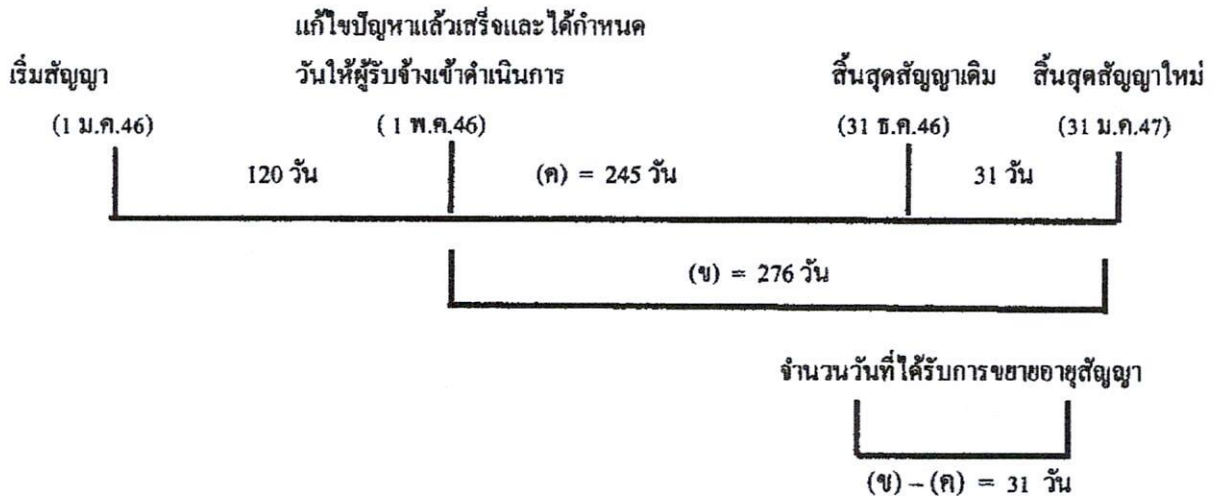 แก้ไขปัญหาแล้วเสร็จและได้กำหนด
เริ่มสัญญา วันให้ผู้รับจ้างเข้าดำเนินการ สิ้นสุดสัญญาเดิม สิ้นสุดสัญญาใหม่
(1 ม.ค.46) ( 1 พ.ค.46) (31 ธ.ค.46) (31 ม.ค.47)
120 วัน (ค) = 245 วัน 31 วัน
(ข) = 276 วัน
จำนวนวันที่ได้รับการขยายอายุสัญญา
(ข) – (ค) = 31 วัน